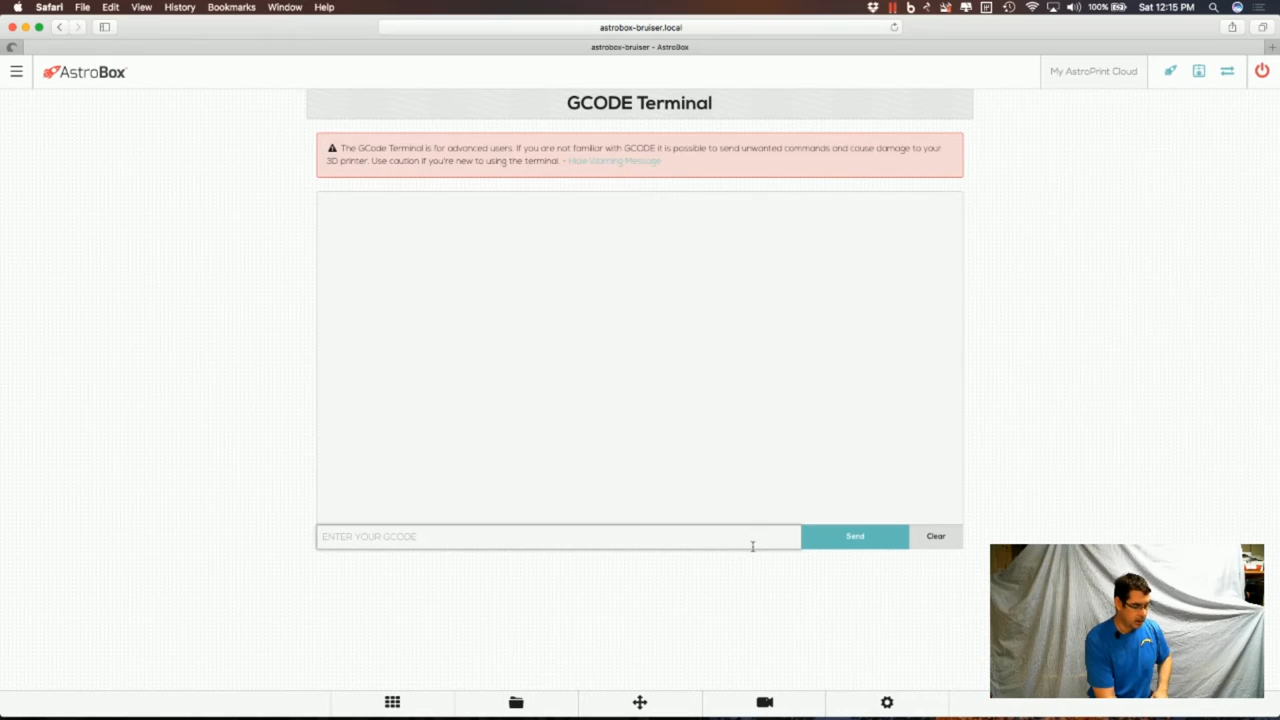 Safari File Edit View History Bookmarks Window Help 100% Sat 12:15 PM
astrobox-bruiser.local
astrobox-bruiser - AstroBox
AstroBox My AstroPrint Cloud
GCODE Terminal
The GCode Terminal is for advanced users. If you are not familiar with GCODE it is possible to send unwanted commands and cause damage to your
3D printer. Use caution if you're new to using the terminal. - Hide Warning Message
ENTER YOUR GCODE Send Clear